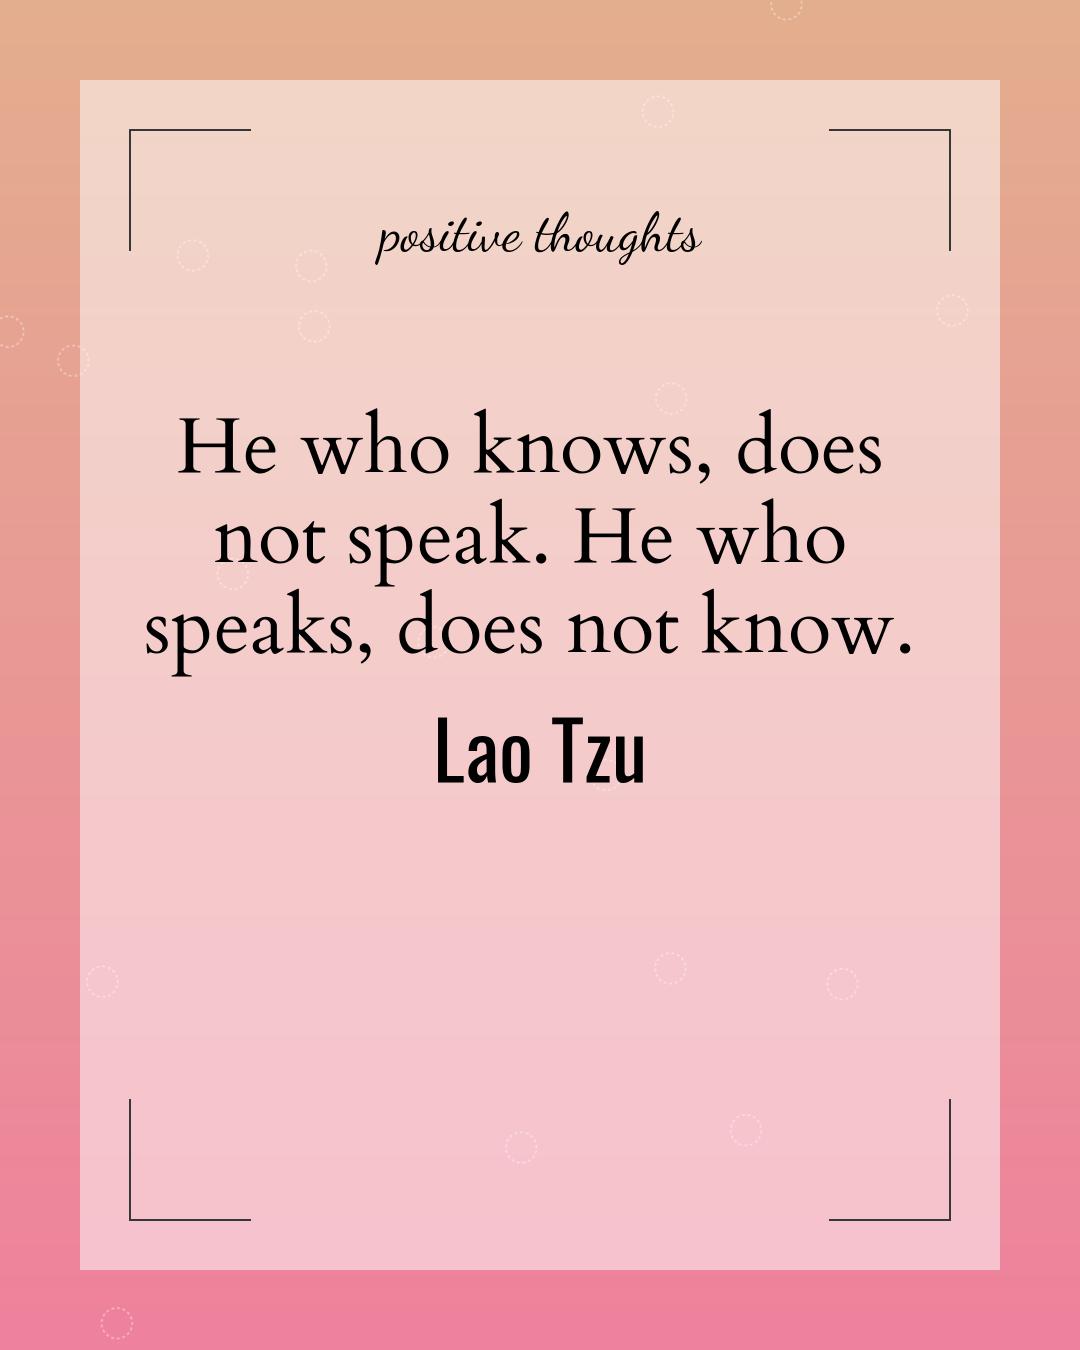 positive thoughts
He who knows, does
not speak. He who
speaks, does not know.
Lao Tzu